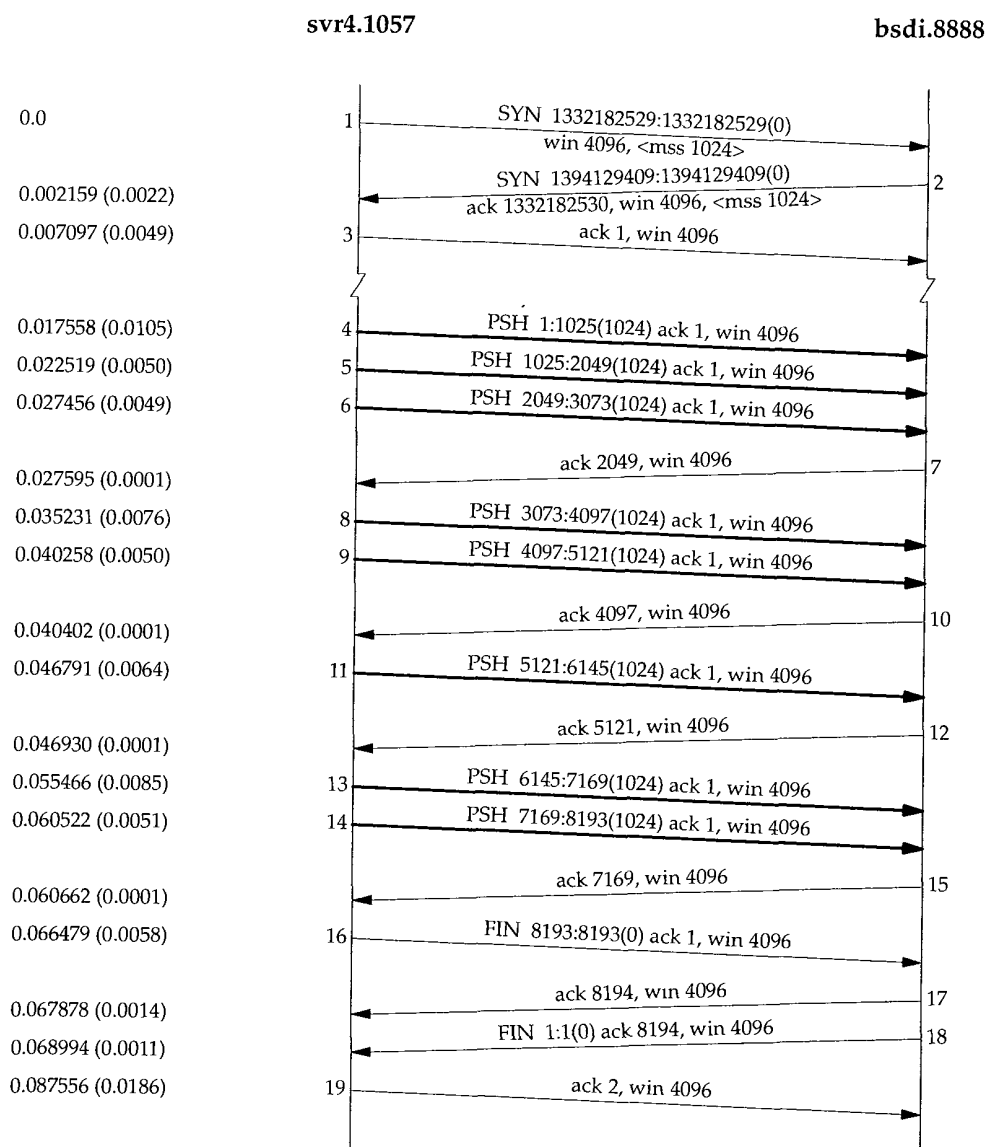 svr4.1057 bsdi.8888
0.0 1 SYN 1332182529:1332182529(0)
win 4096, <mss 1024>
SYN 1394129409:1394129409(0) 2
0.002159 (0.0022) ack 1332182530, win 4096, <mss 1024>
0.007097 (0.0049) 3 ack 1, win 4096
0.017558 (0.0105) 4 PSH 1:1025(1024) ack 1, win 4096
0.022519 (0.0050) 5 PSH 1025:2049(1024) ack 1, win 4096
0.027456 (0.0049) 6 PSH 2049:3073(1024) ack 1, win 4096
ack 2049, win 4096 7
0.027595 (0.0001)
0.035231 (0.0076) 8 PSH 3073:4097(1024) ack 1, win 4096
0.040258 (0.0050) 9 PSH 4097:5121(1024) ack 1, win 4096
ack 4097, win 4096 10
0.040402 (0.0001)
0.046791 (0.0064) 11 PSH 5121:6145(1024) ack 1, win 4096
ack 5121, win 4096 12
0.046930 (0.0001)
0.055466 (0.0085) 13 PSH 6145:7169(1024) ack 1, win 4096
0.060522 (0.0051) 14 PSH 7169:8193(1024) ack 1, win 4096
ack 7169, win 4096 15
0.060662 (0.0001)
0.066479 (0.0058) 16 FIN 8193:8193(0) ack 1, win 4096
ack 8194, win 4096 17
0.067878 (0.0014)
FIN 1:1(0) ack 8194, win 4096 18
0.068994 (0.0011)
0.087556 (0.0186) 19 ack 2, win 4096